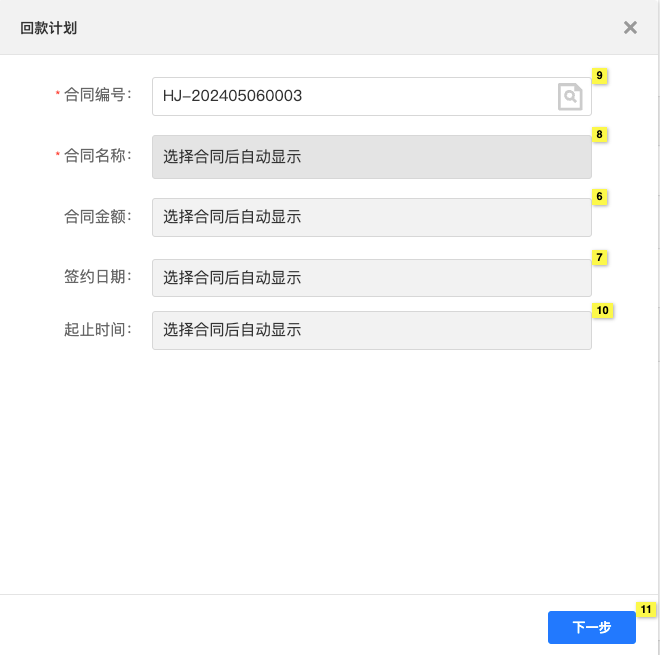 回款计划
* 合同编号： HJ-202405060003 9
* 合同名称： 选择合同后自动显示 8
合同金额： 选择合同后自动显示 6
签约日期： 选择合同后自动显示 7
起止时间： 选择合同后自动显示 10
下一步 11